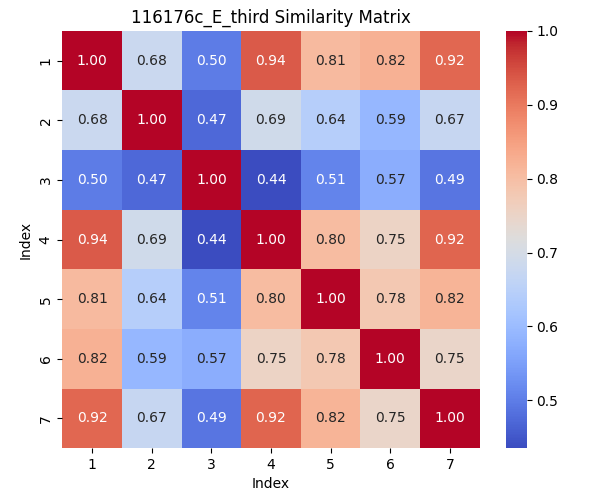 116176c_E_third Similarity Matrix
1 1.00 0.68 0.50 0.94 0.81 0.82 0.92
2 0.68 1.00 0.47 0.69 0.64 0.59 0.67
3 0.50 0.47 1.00 0.44 0.51 0.57 0.49
4 0.94 0.69 0.44 1.00 0.80 0.75 0.92
5 0.81 0.64 0.51 0.80 1.00 0.78 0.82
6 0.82 0.59 0.57 0.75 0.78 1.00 0.75
7 0.92 0.67 0.49 0.92 0.82 0.75 1.00
1 2 3 4 5 6 7
Index
Index
1.0
0.9
0.8
0.7
0.6
0.5